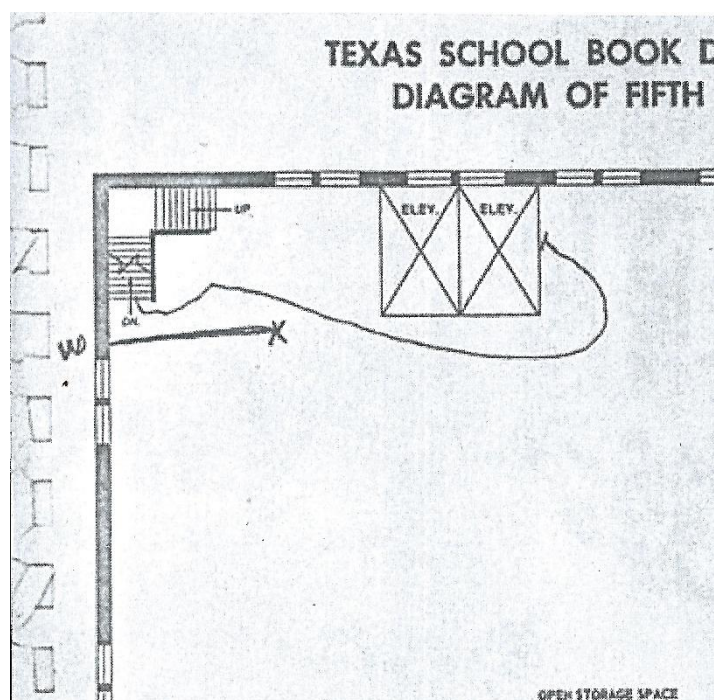 TEXAS SCHOOL BOOK D
DIAGRAM OF FIFTH
UP
ELEV. ELEV.
DN.
W
X
OPEN STORAGE SPACE